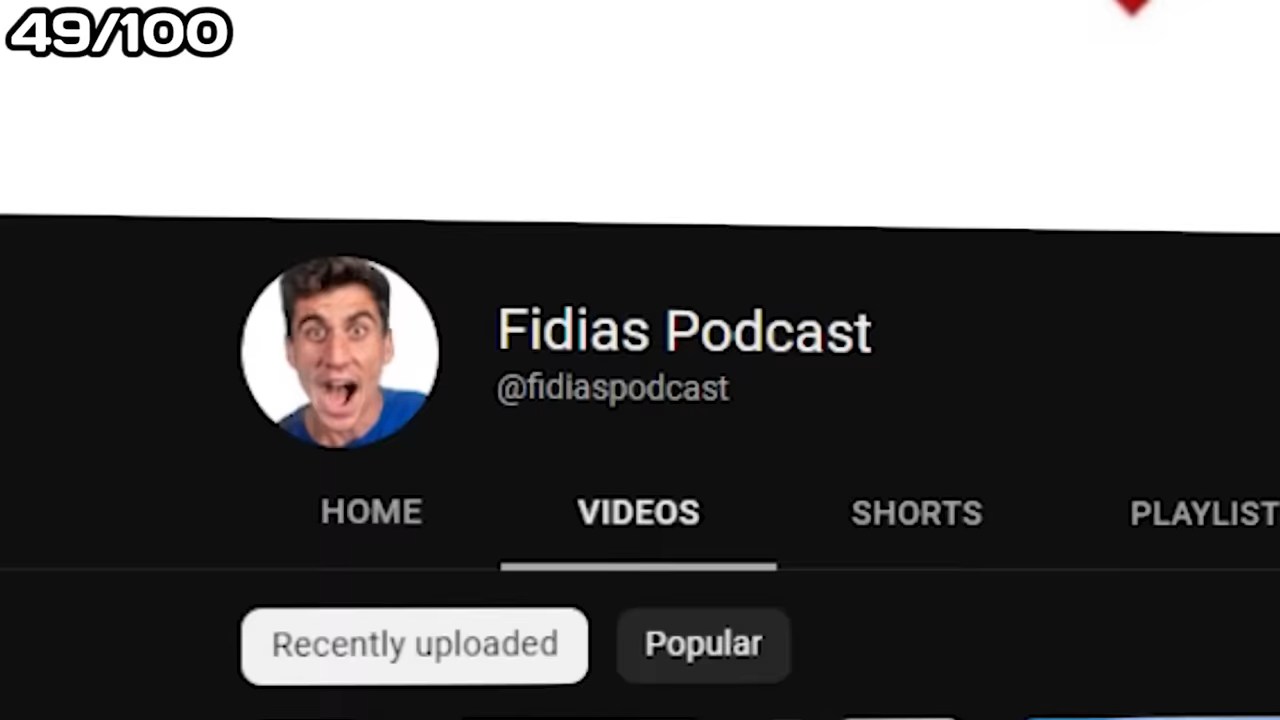 49/100
Fidias Podcast
@fidiaspodcast
HOME VIDEOS SHORTS PLAYLIST
Recently uploaded Popular